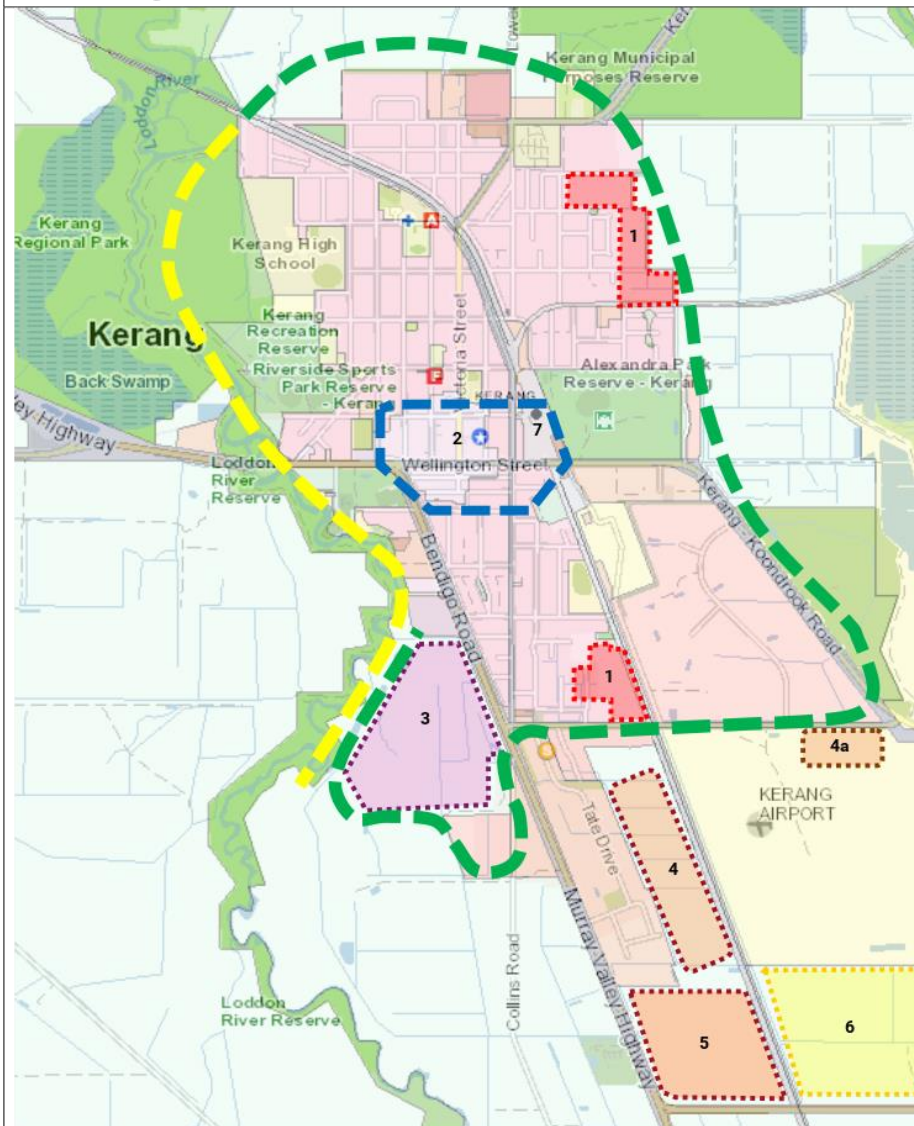 Loddon
River
Lower
Kerang Municipal
Purposes Reserve
Kerang
Regional Park
Kerang High
School
A
1
Kerang
Kerang
Recreation
Reserve
Victoria Street
Riverside Sports
Park Reserve
- Kerang
Alexandra Park
Reserve - Kerang
Back Swamp
F
KERANG
2
7
ley Highway
Wellington Street
Loddon
River
Reserve
Kerang - Koondrook Road
Bendigo Road
1
3
4a
KERANG
AIRPORT
Tate Drive
4
Murray Valley Highway
Collins Road
Loddon
River Reserve
5
6